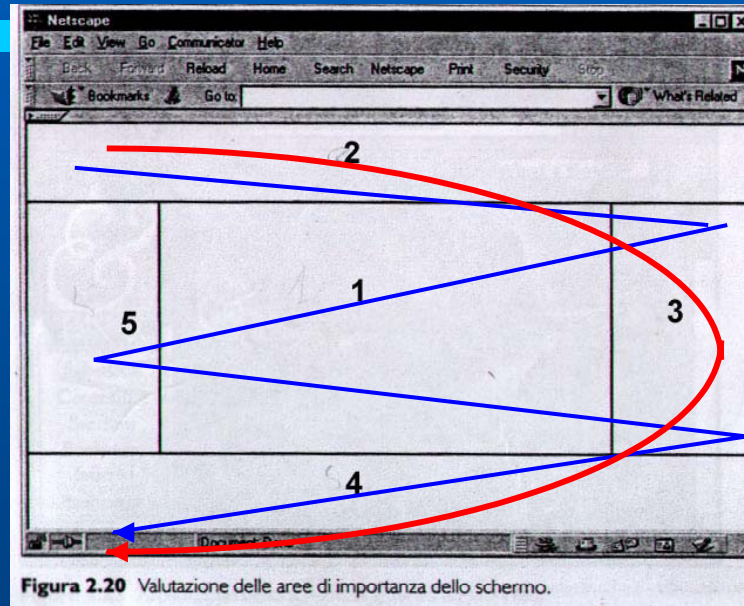 Netscape
File Edit View Go Communicator Help
Back Forward Reload Home Search Netscape Print Security Stop
Bookmarks Go to: What's Related
2
1
5
3
4
Figura 2.20 Valutazione delle aree di importanza dello schermo.